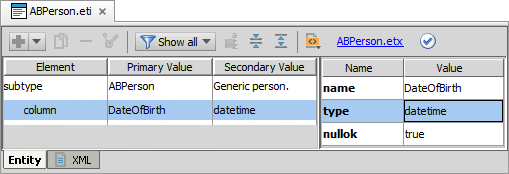 ABPerson.eti
Show all
ABPerson.etx
Element Primary Value Secondary Value
subtype ABPerson Generic person.
column DateOfBirth datetime
Name Value
name DateOfBirth
type datetime
nullok true
Entity XML